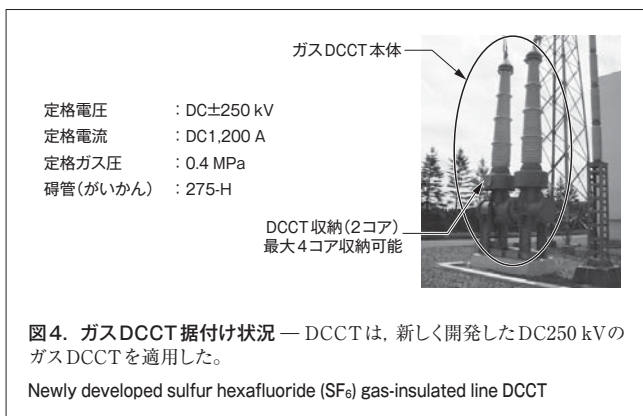 ガスDCCT本体
定格電圧 : DC±250 kV
定格電流 : DC1,200 A
定格ガス圧 : 0.4 MPa
碍管(がいかん) : 275-H
DCCT収納(2コア)
最大4コア収納可能
図4. ガスDCCT据付け状況 — DCCTは,新しく開発したDC250 kVの
ガスDCCTを適用した。
Newly developed sulfur hexafluoride (SF₆) gas-insulated line DCCT